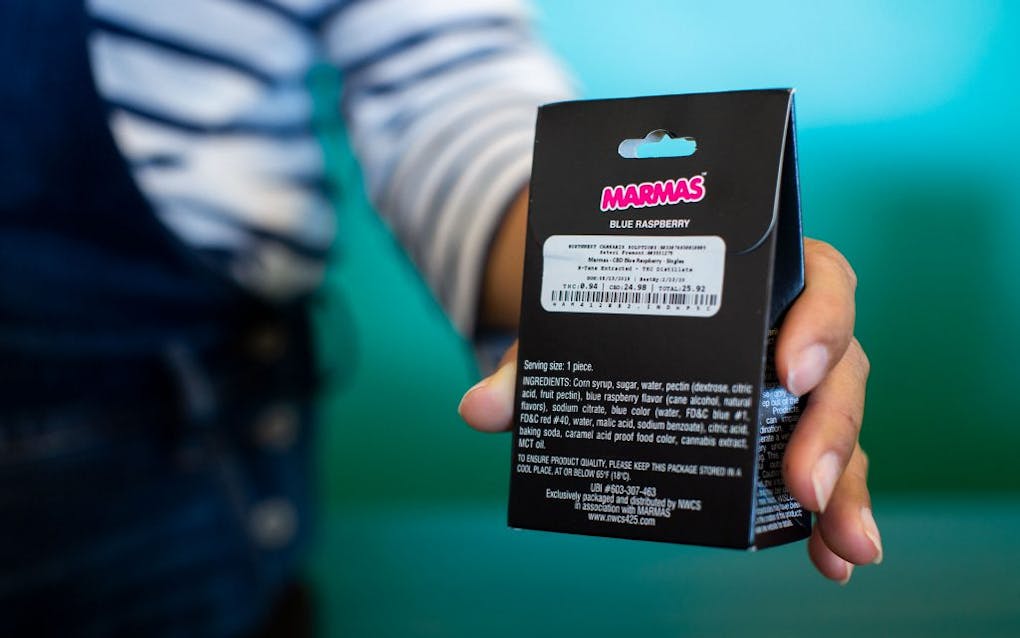 MARMAS™
BLUE RASPBERRY
NORTHWEST CANNABIS SOLUTIONS
Marmas - CBD Blue Raspberry - Singles
Extracted - THC Distillate
THC:0.94 | CBD:24.98 | TOTAL:25.92
Serving size: 1 piece.
INGREDIENTS: Corn syrup, sugar, water, pectin (dextrose, citric
acid, fruit pectin), blue raspberry flavor (cane alcohol, natural
flavors), sodium citrate, blue color (water, FD&C blue #1,
FD&C red #40, water, malic acid, sodium benzoate), citric acid,
baking soda, caramel acid proof food color, cannabis extract,
MCT oil.
TO ENSURE PRODUCT QUALITY, PLEASE KEEP THIS PACKAGE STORED IN A
COOL PLACE, AT OR BELOW 65°F (18°C).
UBI #603-307-463
Exclusively packaged and distributed by NWCS
in association with MARMAS
www.nwcs425.com